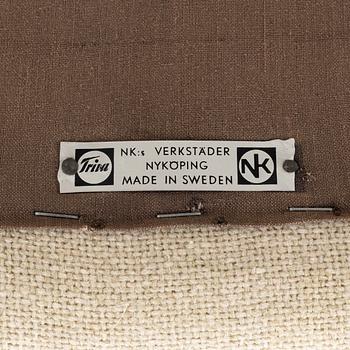 Triva
NK:s VERKSTÄDER
NYKÖPING
MADE IN SWEDEN
NK